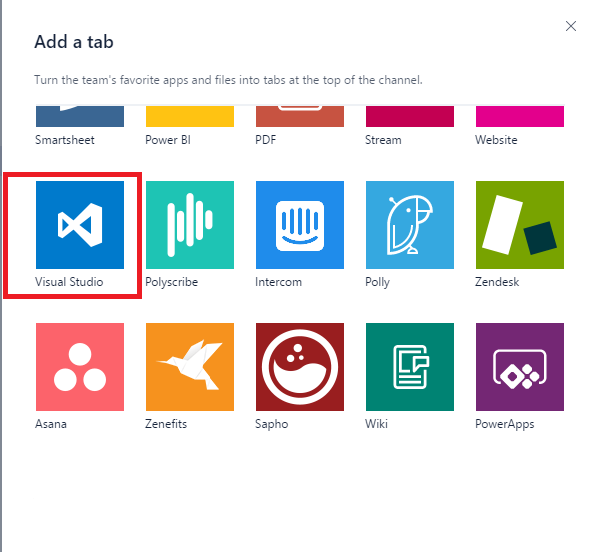 Add a tab
Turn the team's favorite apps and files into tabs at the top of the channel.
Smartsheet Power BI PDF Stream Website
Visual Studio Polyscribe Intercom Polly Zendesk
Asana Zenefits Sapho Wiki PowerApps